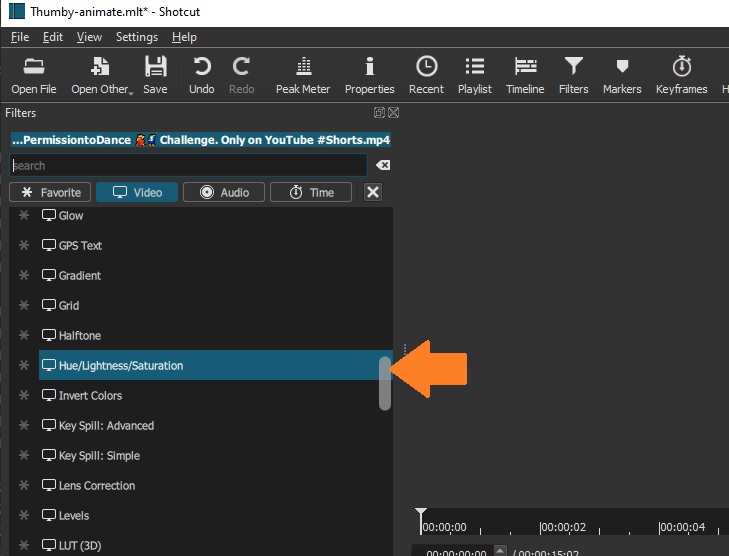 Thumby-animate.mlt* - Shotcut
File Edit View Settings Help
Open File Open Other Save Undo Redo Peak Meter Properties Recent Playlist Timeline Filters Markers Keyframes H
Filters
...PermissiontoDance Challenge. Only on YouTube #Shorts.mp4
search
Favorite Video Audio Time
Glow
GPS Text
Gradient
Grid
Halftone
Hue/Lightness/Saturation
Invert Colors
Key Spill: Advanced
Key Spill: Simple
Lens Correction
Levels
LUT (3D)
00:00:00 00:00:02 00:00:04
00:00:00:00 / 00:00:15:02